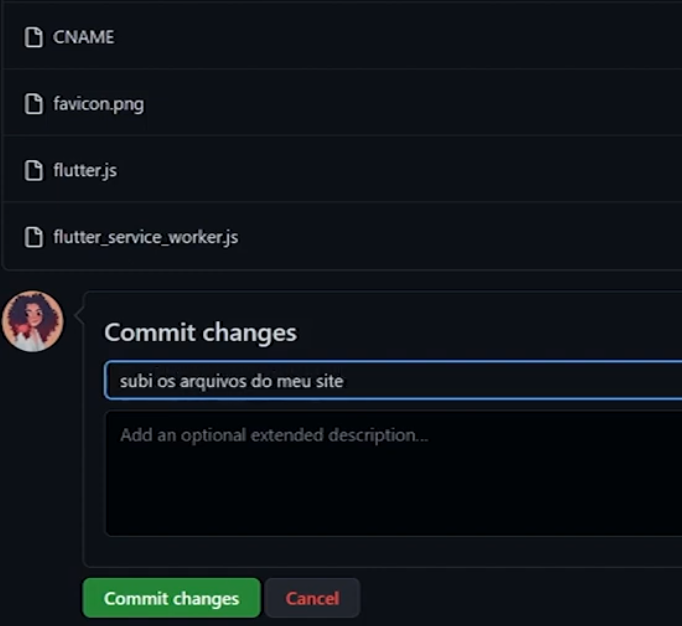 CNAME
favicon.png
flutter.js
flutter_service_worker.js
Commit changes
subi os arquivos do meu site
Add an optional extended description...
Commit changes
Cancel